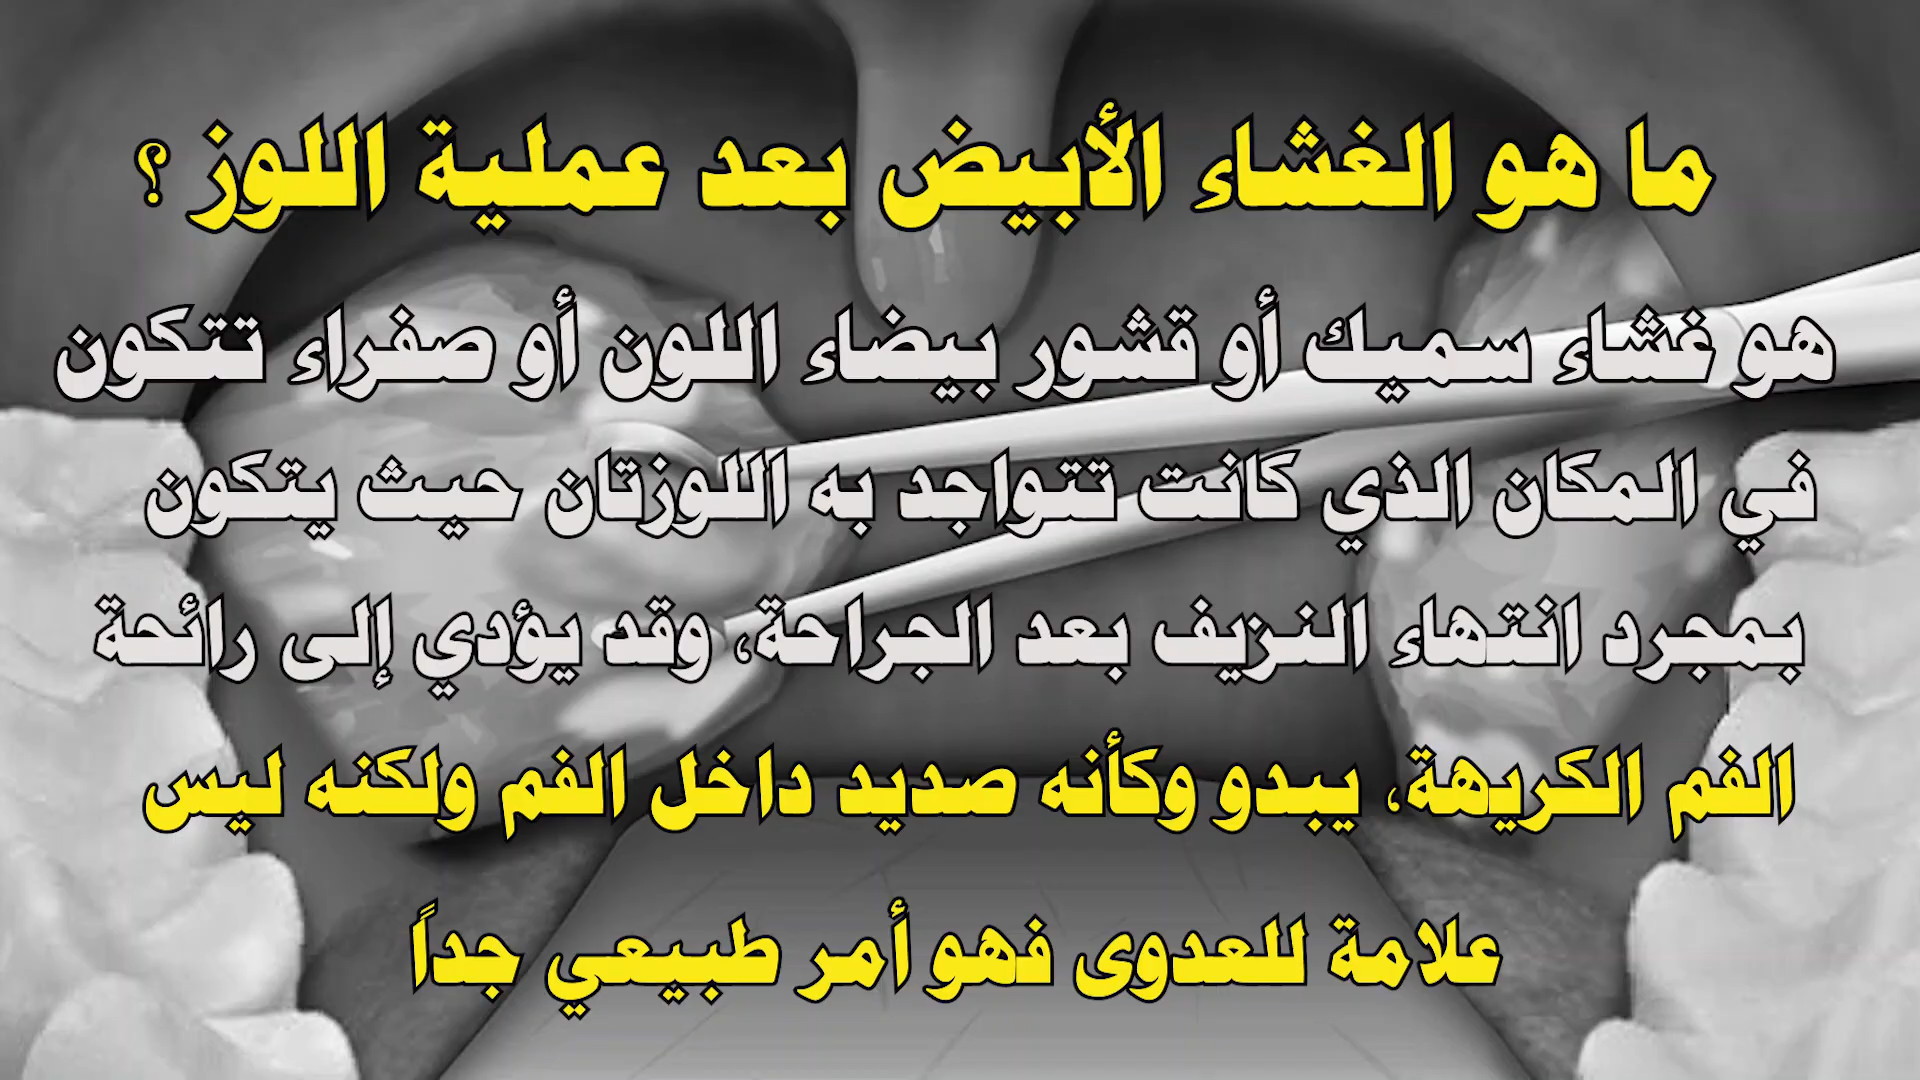 ما هو الغشاء الأبيض بعد عملية اللوز ؟
هو غشاء سميك أو قشور بيضاء اللون أو صفراء تتكون
في المكان الذي كانت تتواجد به اللوزتان حيث يتكون
بمجرد انتهاء النزيف بعد الجراحة، وقد يؤدي إلى رائحة
الفم الكريهة، يبدو وكأنه صديد داخل الفم ولكنه ليس
علامة للعدوى فهو أمر طبيعي جداً